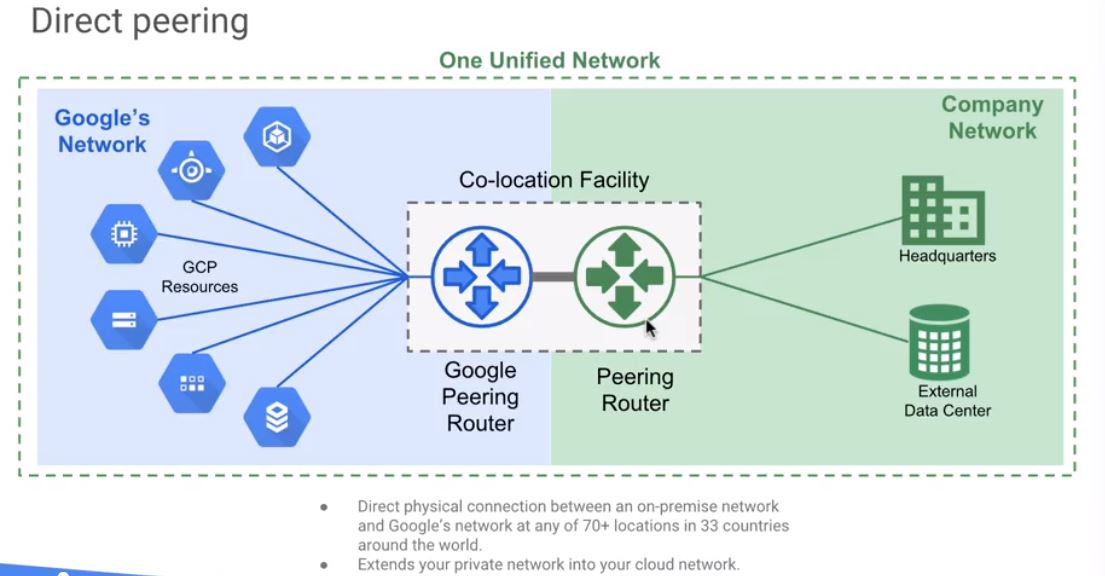 Direct peering
One Unified Network
Google's
Network
Company
Network
Co-location Facility
GCP
Resources
Headquarters
Google
Peering
Router
Peering
Router
External
Data Center
● Direct physical connection between an on-premise network
and Google's network at any of 70+ locations in 33 countries
around the world.
● Extends your private network into your cloud network.